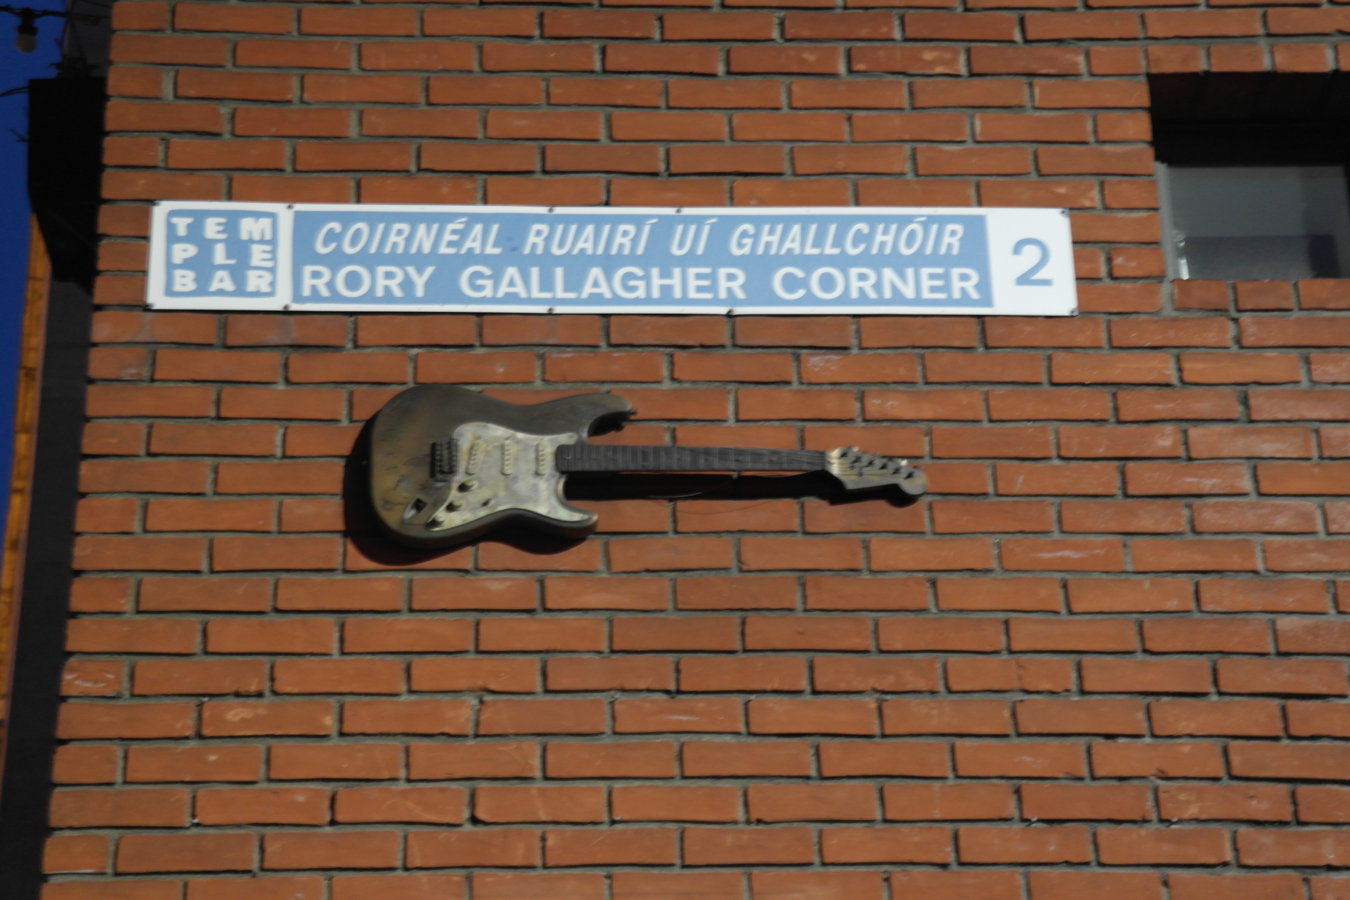 TEM
PLE
BAR
COIRNÉAL RUAIRÍ UÍ GHALLCHÓIR
RORY GALLAGHER CORNER
2